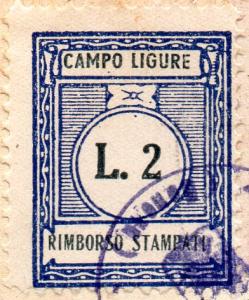 CAMPO LIGURE
L. 2
RIMBORSO STAMPATI